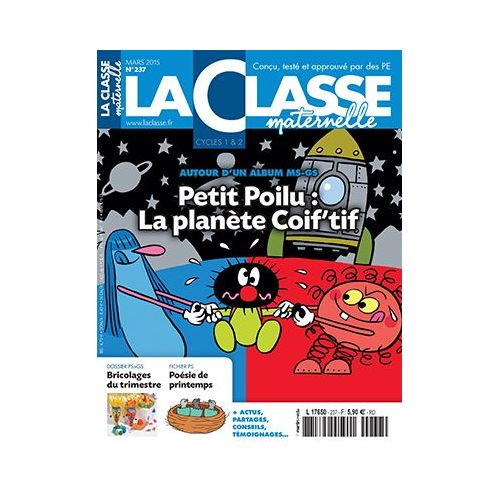 LA CLASSE
maternelle
MARS 2015
N°237
Conçu, testé et approuvé par des PE
LA CLASSE
maternelle
www.laclasse.fr
CYCLES 1 & 2
AUTOUR D'UN ALBUM MS-GS
Petit Poilu :
La planète Coif'tif
DOSSIER PS>GS
Bricolages
du trimestre
FICHIER PS
Poésie de
printemps
+ ACTUS,
PARTAGES,
CONSEILS,
TÉMOIGNAGES...
L 17650 - 237 - F: 5,90 € - RD